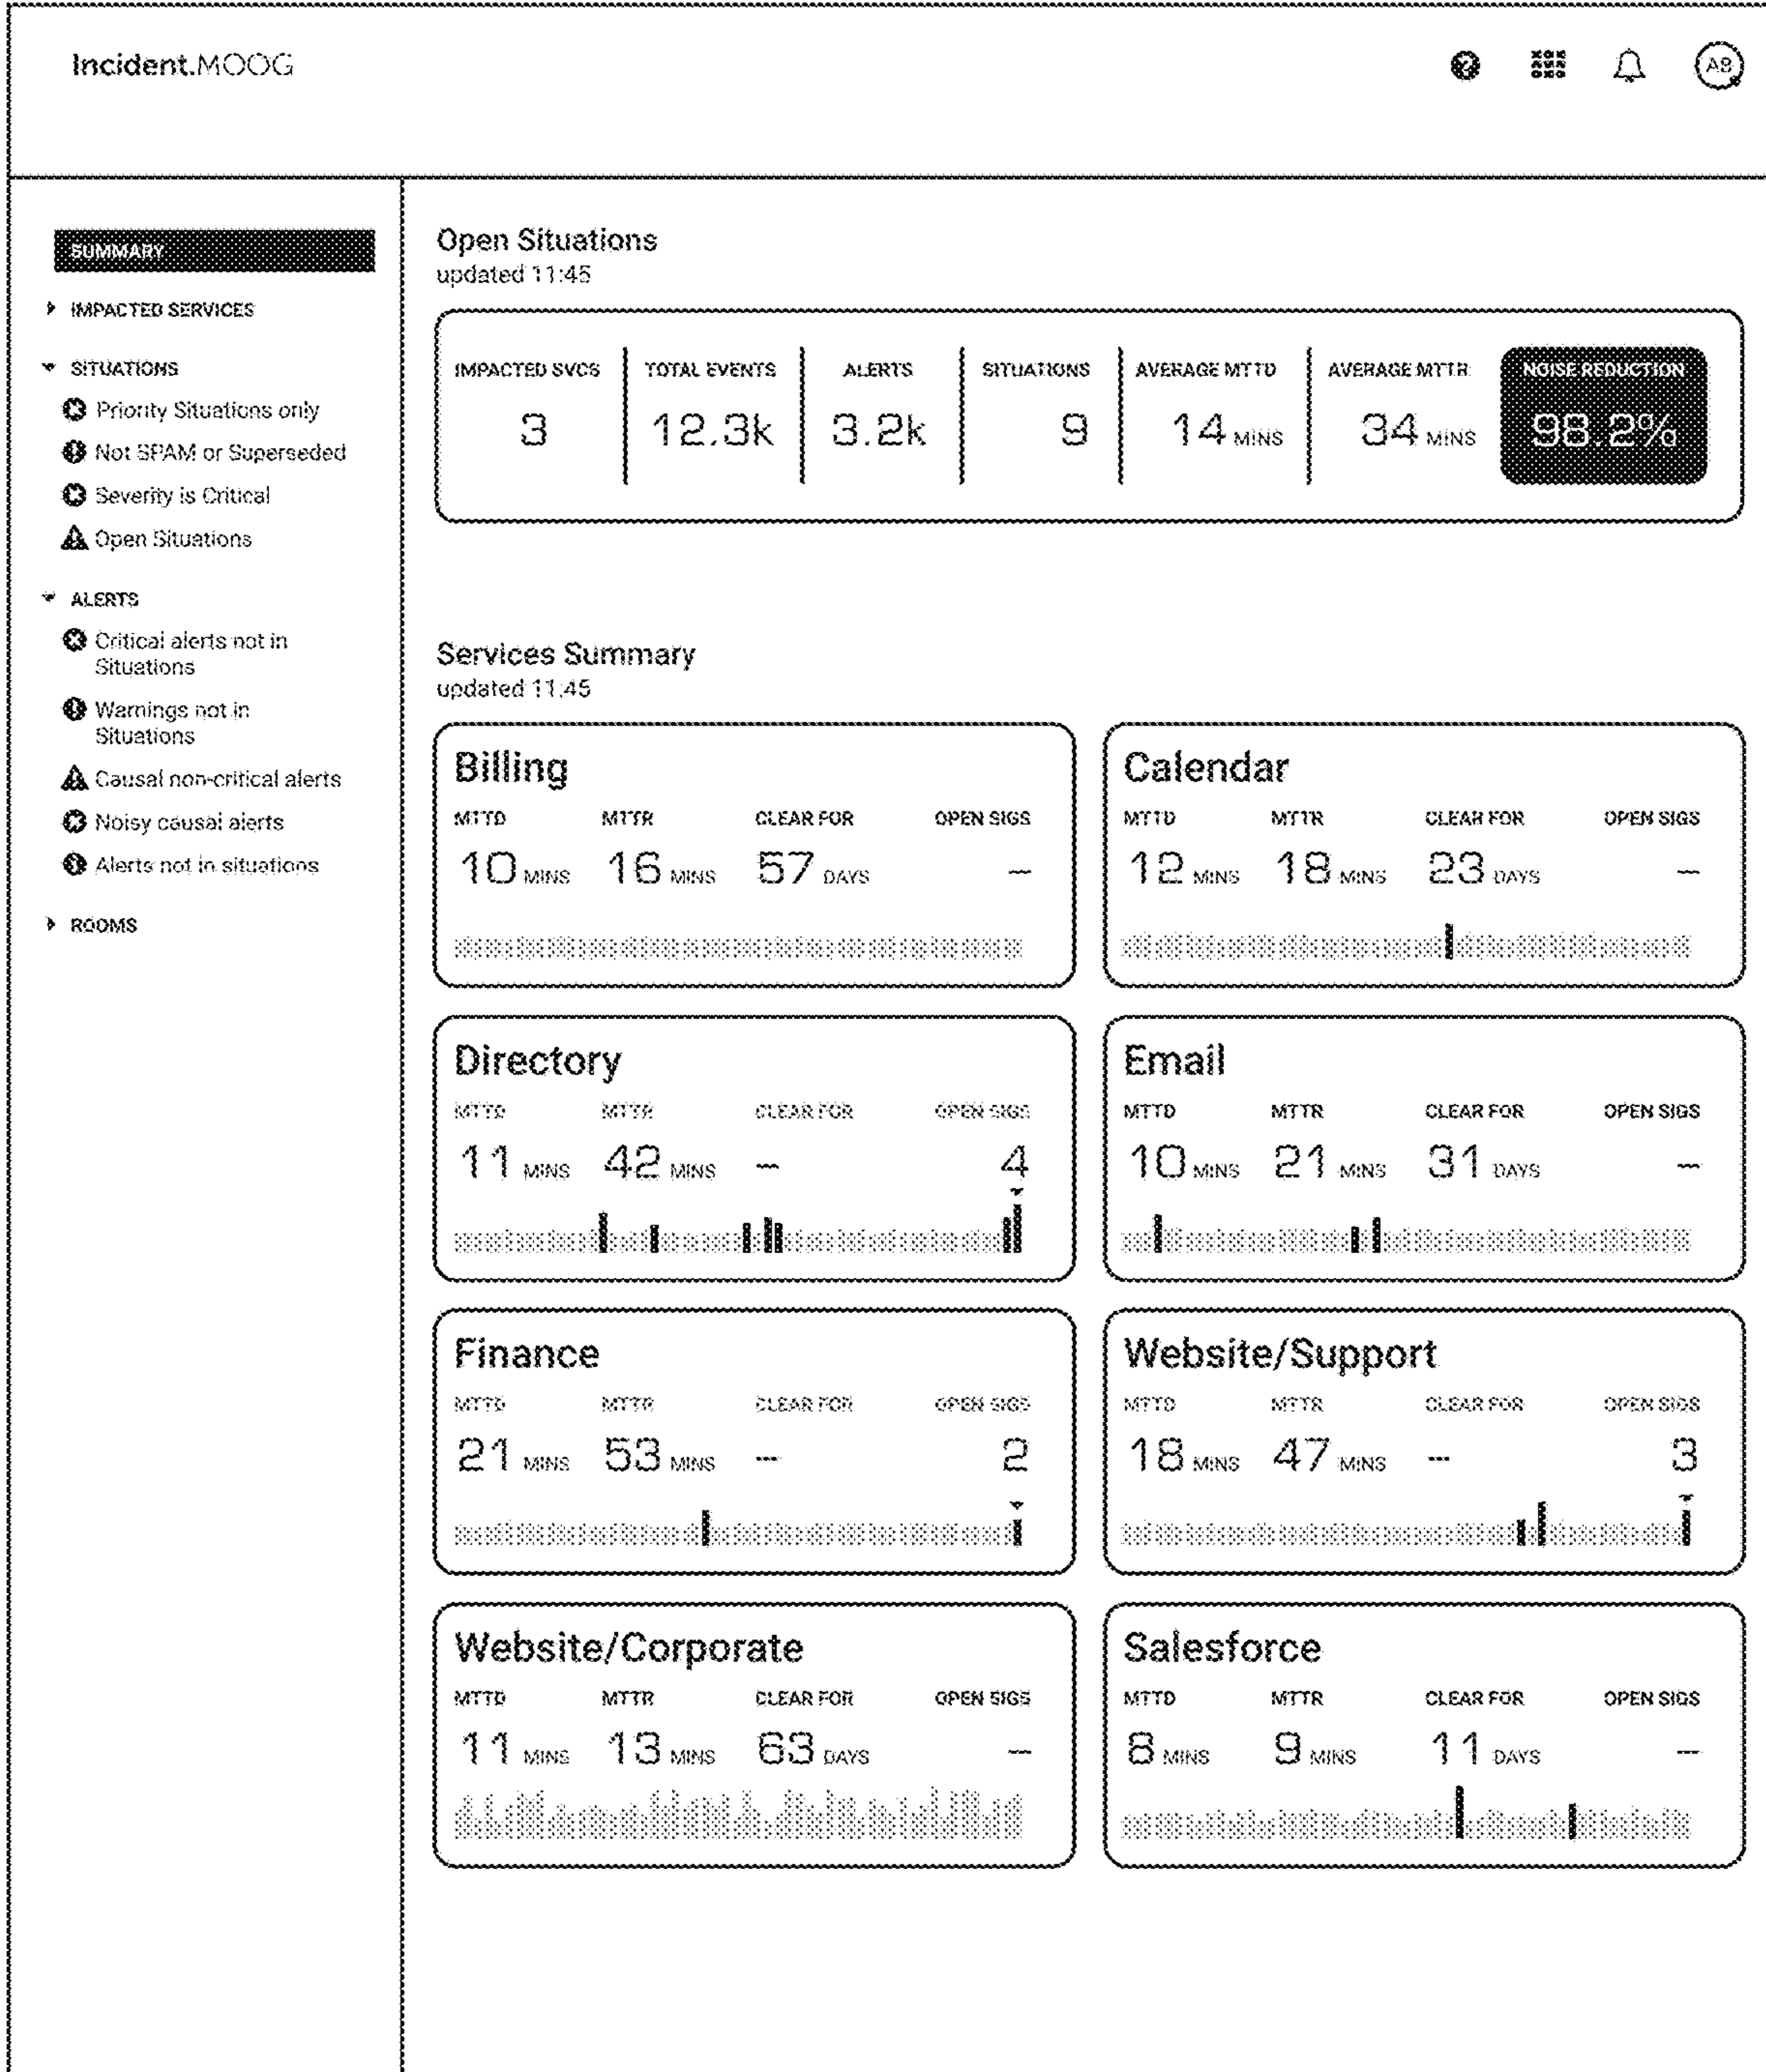 Incident.MOOG
AB
SUMMARY
IMPACTED SERVICES
SITUATIONS
Priority Situations only
Not SPAM or Superseded
Severity is Critical
Open Situations
ALERTS
Critical alerts not in
Situations
Warnings not in
Situations
Causal non-critical alerts
Noisy causal alerts
Alerts not in situations
ROOMS
Open Situations
updated 11:45
IMPACTED SVCS TOTAL EVENTS ALERTS SITUATIONS AVERAGE MTTD AVERAGE MTTR NOISE REDUCTION
3 12.3k 3.2k 9 14 MINS 34 MINS 98.2%
Services Summary
updated 11:45
Billing
MTTD MTTR CLEAR FOR OPEN SIGS
10 MINS 16 MINS 57 DAYS –
Calendar
MTTD MTTR CLEAR FOR OPEN SIGS
12 MINS 18 MINS 23 DAYS –
Directory
MTTD MTTR CLEAR FOR OPEN SIGS
11 MINS 42 MINS – 4
Email
MTTD MTTR CLEAR FOR OPEN SIGS
10 MINS 21 MINS 31 DAYS –
Finance
MTTD MTTR CLEAR FOR OPEN SIGS
21 MINS 53 MINS – 2
Website/Support
MTTD MTTR CLEAR FOR OPEN SIGS
18 MINS 47 MINS – 3
Website/Corporate
MTTD MTTR CLEAR FOR OPEN SIGS
11 MINS 13 MINS 63 DAYS –
Salesforce
MTTD MTTR CLEAR FOR OPEN SIGS
8 MINS 9 MINS 11 DAYS –